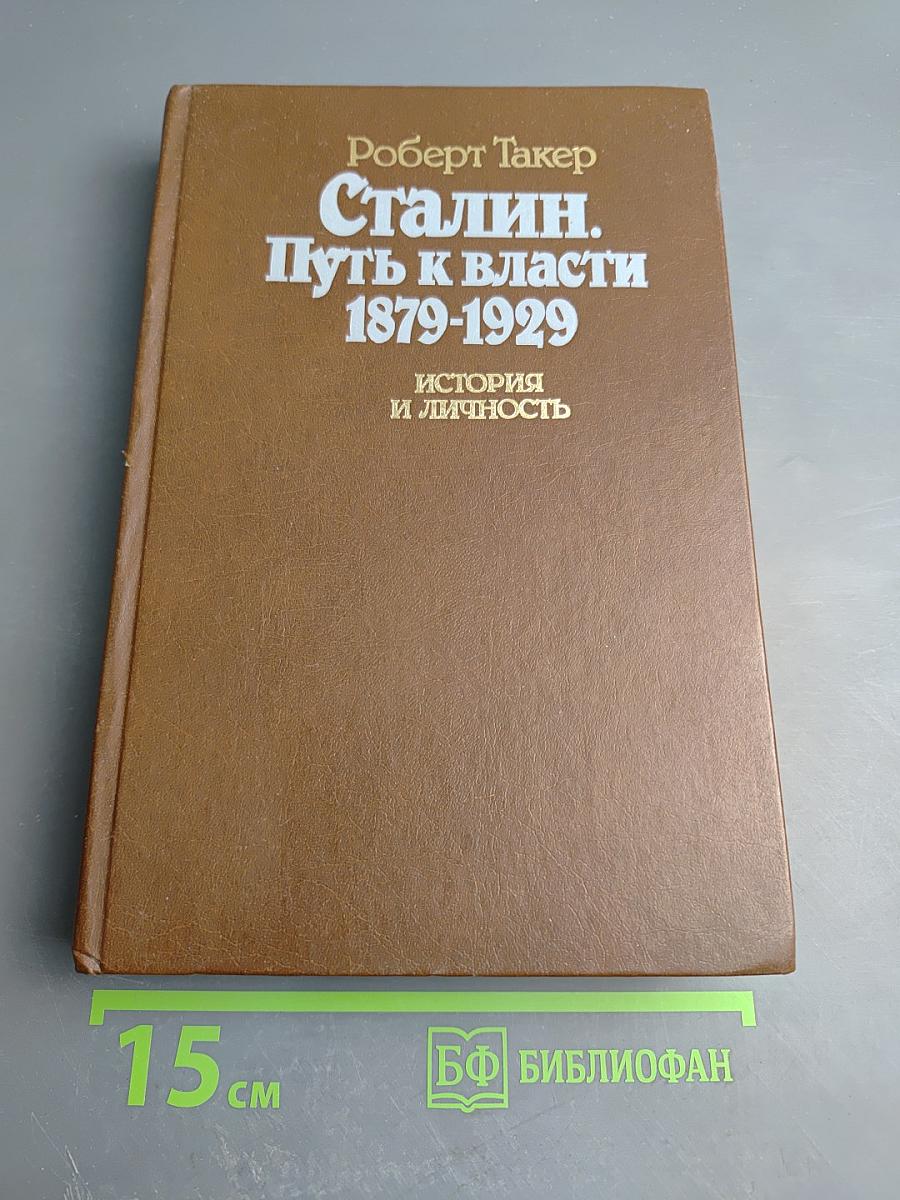 Роберт Такер
Сталин.
Путь к власти
1879-1929
ИСТОРИЯ
И ЛИЧНОСТЬ
15 см
БФ БИБЛИОФАН